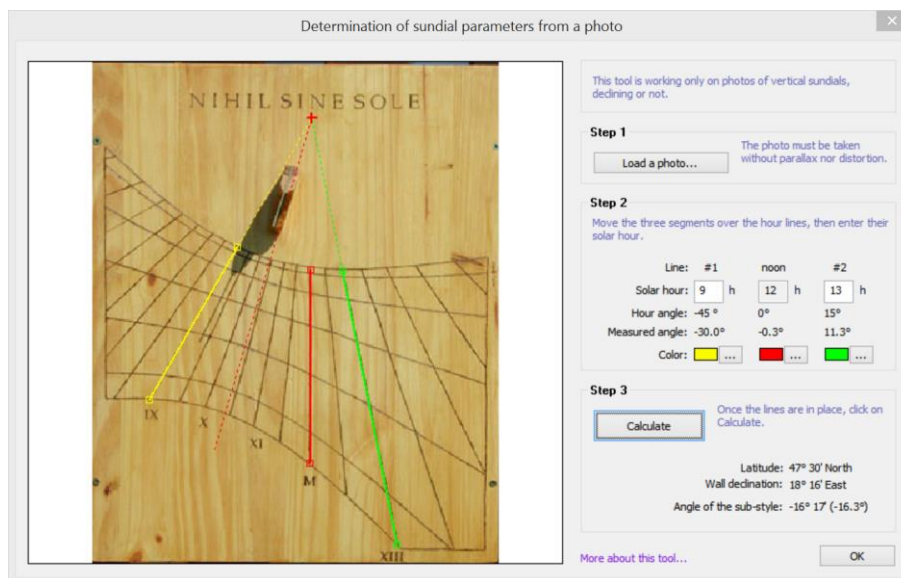 Determination of sundial parameters from a photo
NIHIL SINE SOLE
IX
X
XI
M
XIII
This tool is working only on photos of vertical sundials,
declining or not.
Step 1
Load a photo...
The photo must be taken
without parallax nor distortion.
Step 2
Move the three segments over the hour lines, then enter their
solar hour.
Line: #1 noon #2
Solar hour: 9 h 12 h 13 h
Hour angle: -45 ° 0° 15°
Measured angle: -30.0° -0.3° 11.3°
Color: ... ... ...
Step 3
Calculate
Once the lines are in place, click on
Calculate.
Latitude: 47° 30' North
Wall declination: 18° 16' East
Angle of the sub-style: -16° 17' (-16.3°)
More about this tool...
OK